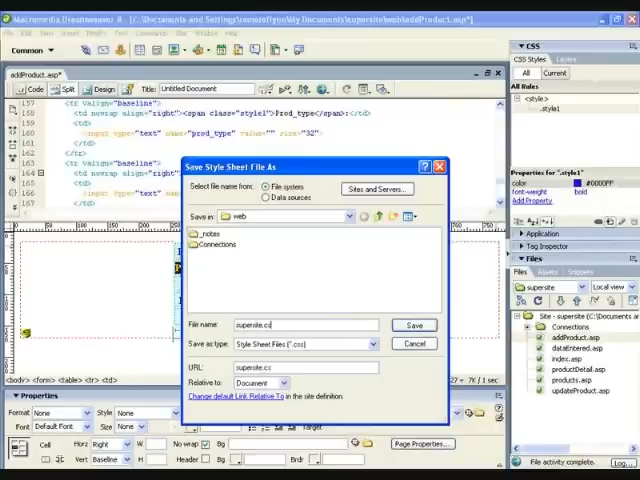 Macromedia Dreamweaver 8 - [C:\Documents and Settings\remoteflynn\My Documents\supersite\web\addProduct.asp*]
Common
addProduct.asp*
Code Split Design Title: Untitled Document
157 <tr valign="baseline">
158 <td nowrap align="right"><span class="style1">Prod_type</span>:</td>
159 <td>
160 <input type="text" name="prod_type" value="" size="32">
161 </td>
162 </tr>
163 <tr valign="baseline">
164
165
166
167
CSS
CSS Styles Layers
All Current
All Rules
<style>
.style1
Properties for ".style1"
color #0000FF
font-weight bold
Add Property
Application
Tag Inspector
Files
Files Assets Snippets
supersite Local view
Site - supersite (C:\Documents a
Connections
addProduct.asp
dataEntered.asp
index.asp
productDetail.asp
products.asp
updateProduct.asp
File activity complete. Log...
Save Style Sheet File As
Select file name from: File system
Data sources
Sites and Servers...
Save in: web
_notes
Connections
File name: supersite.cs Save
Save as type: Style Sheet Files (*.css) Cancel
URL: supersite.cs
Relative to: Document
Change default Link Relative To in the site definition.
<body> <form> <table> <tr> <td>
7K / 1 sec
Properties
Format None Style None
Font Default Font Size None
Target
Cell Horz Right W No wrap Bg Page Properties...
Vert Baseline H Header Bg Brdr